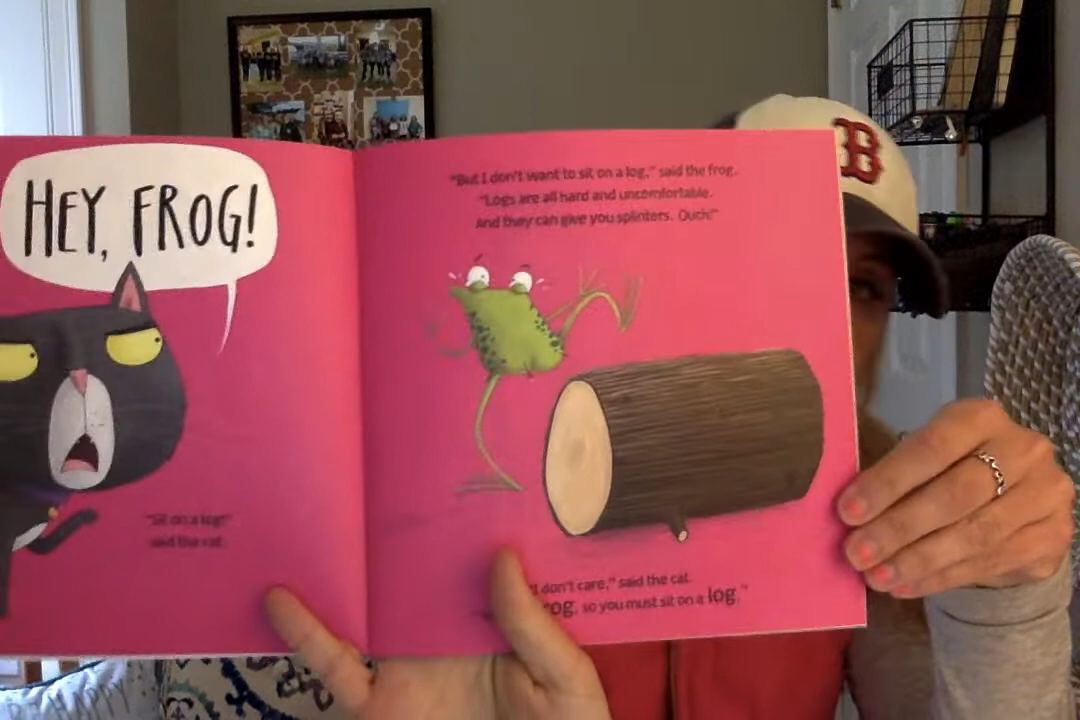 HEY, FROG!
"Sit on a log!"
said the cat.
"But I don't want to sit on a log," said the frog.
"Logs are all hard and uncomfortable.
And they can give you splinters. Ouch!"
"I don't care," said the cat.
so you must sit on a log."
B
BE HAPPY